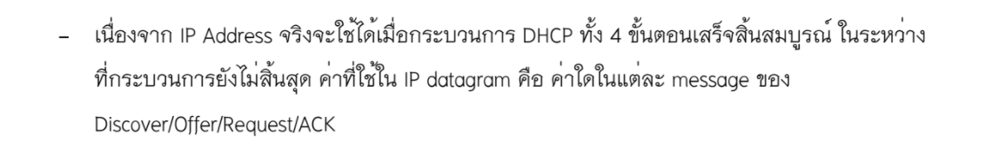 - เนื่องจาก IP Address จริงจะใช้ได้เมื่อกระบวนการ DHCP ทั้ง 4 ขั้นตอนเสร็จสิ้นสมบูรณ์ ในระหว่าง
ที่กระบวนการยังไม่สิ้นสุด ค่าที่ใช้ใน IP datagram คือ ค่าใดในแต่ละ message ของ
Discover/Offer/Request/ACK